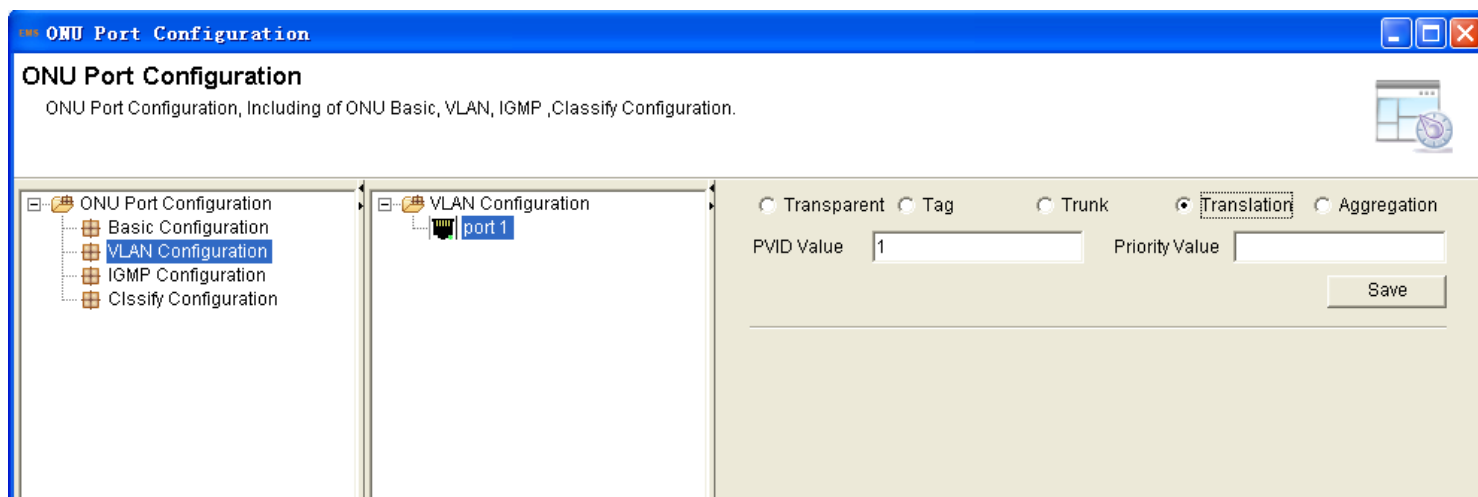 EMS ONU Port Configuration
ONU Port Configuration
ONU Port Configuration, Including of ONU Basic, VLAN, IGMP ,Classify Configuration.
ONU Port Configuration
Basic Configuration
VLAN Configuration
IGMP Configuration
Clssify Configuration
VLAN Configuration
port 1
Transparent Tag Trunk Translation Aggregation
PVID Value 1 Priority Value
Save